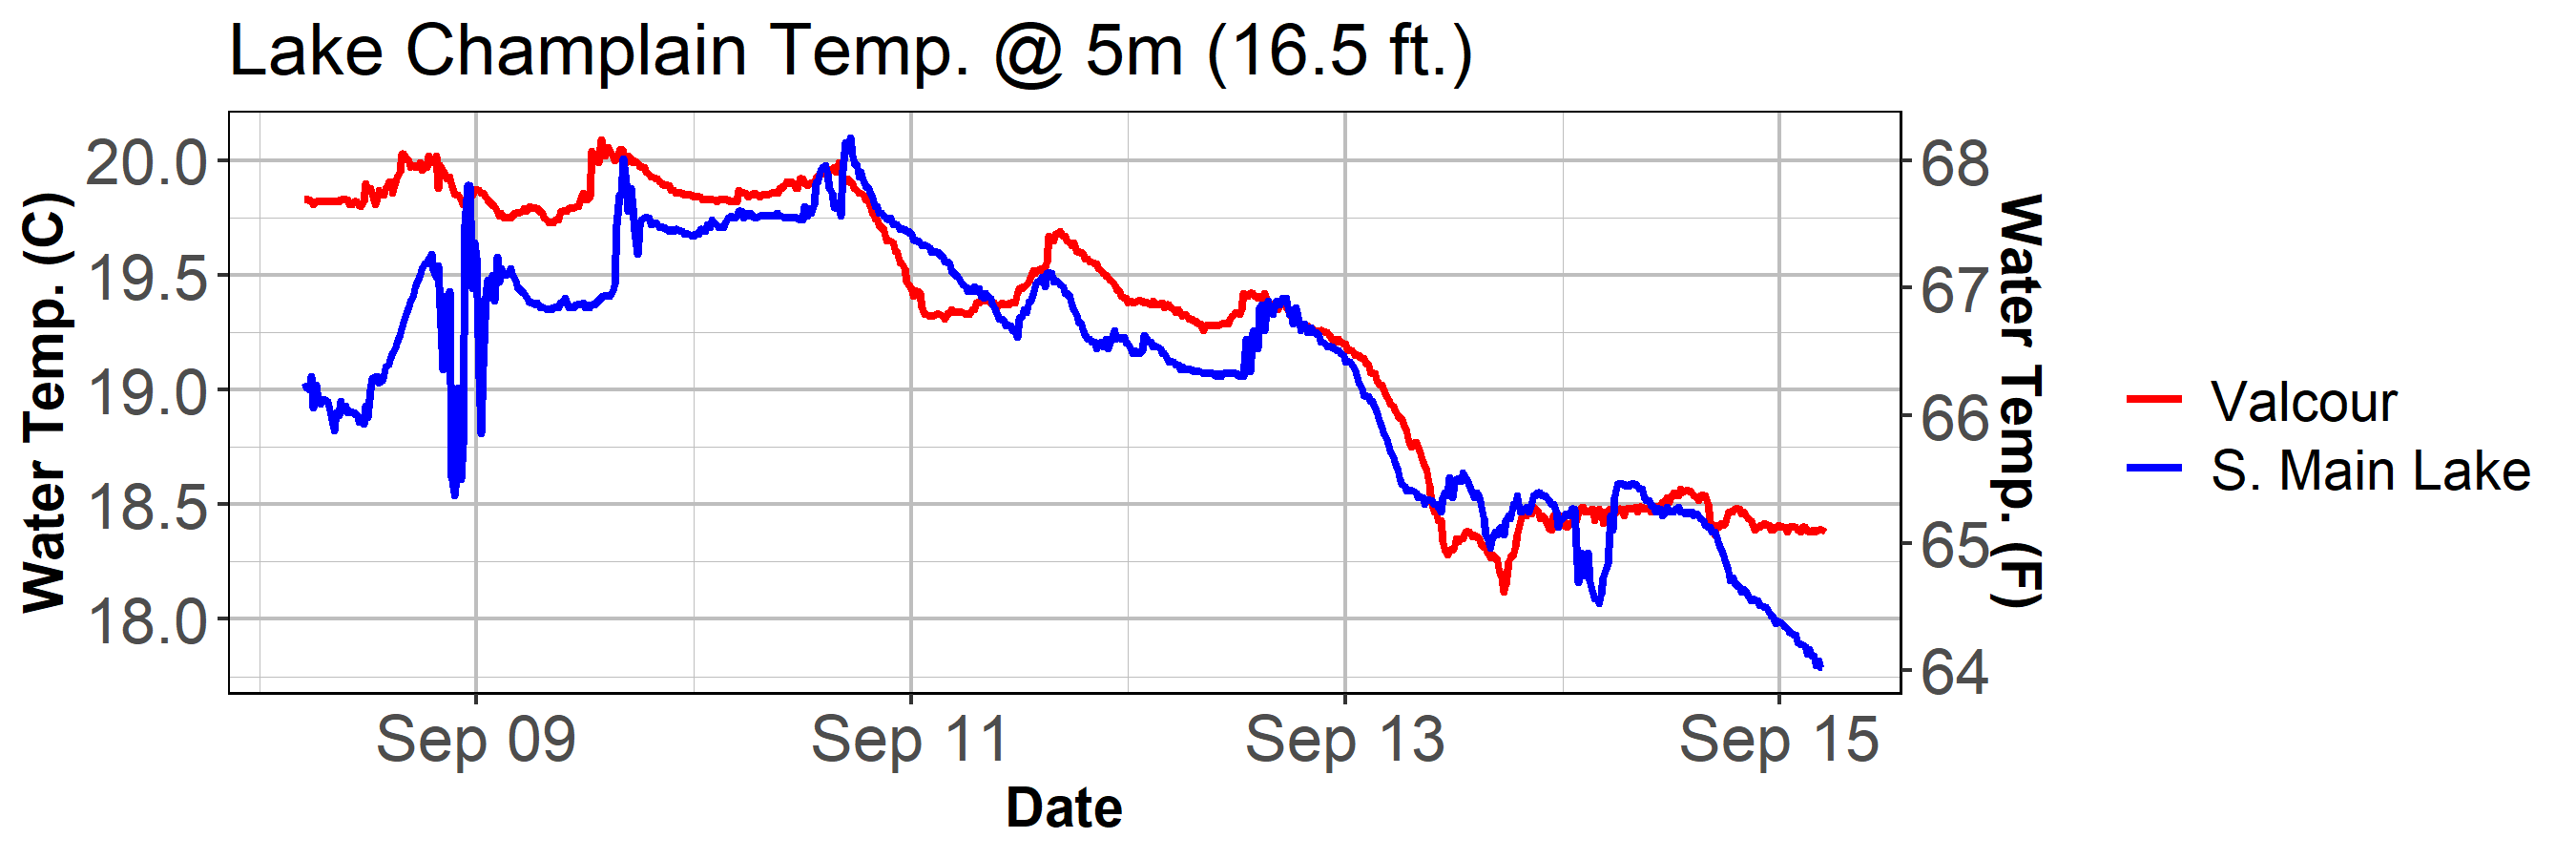 Lake Champlain Temp. @ 5m (16.5 ft.)
Water Temp. (C)
20.0
19.5
19.0
18.5
18.0
68
67
66
65
64
Water Temp. (F)
Sep 09
Sep 11
Sep 13
Sep 15
Date
Valcour
S. Main Lake